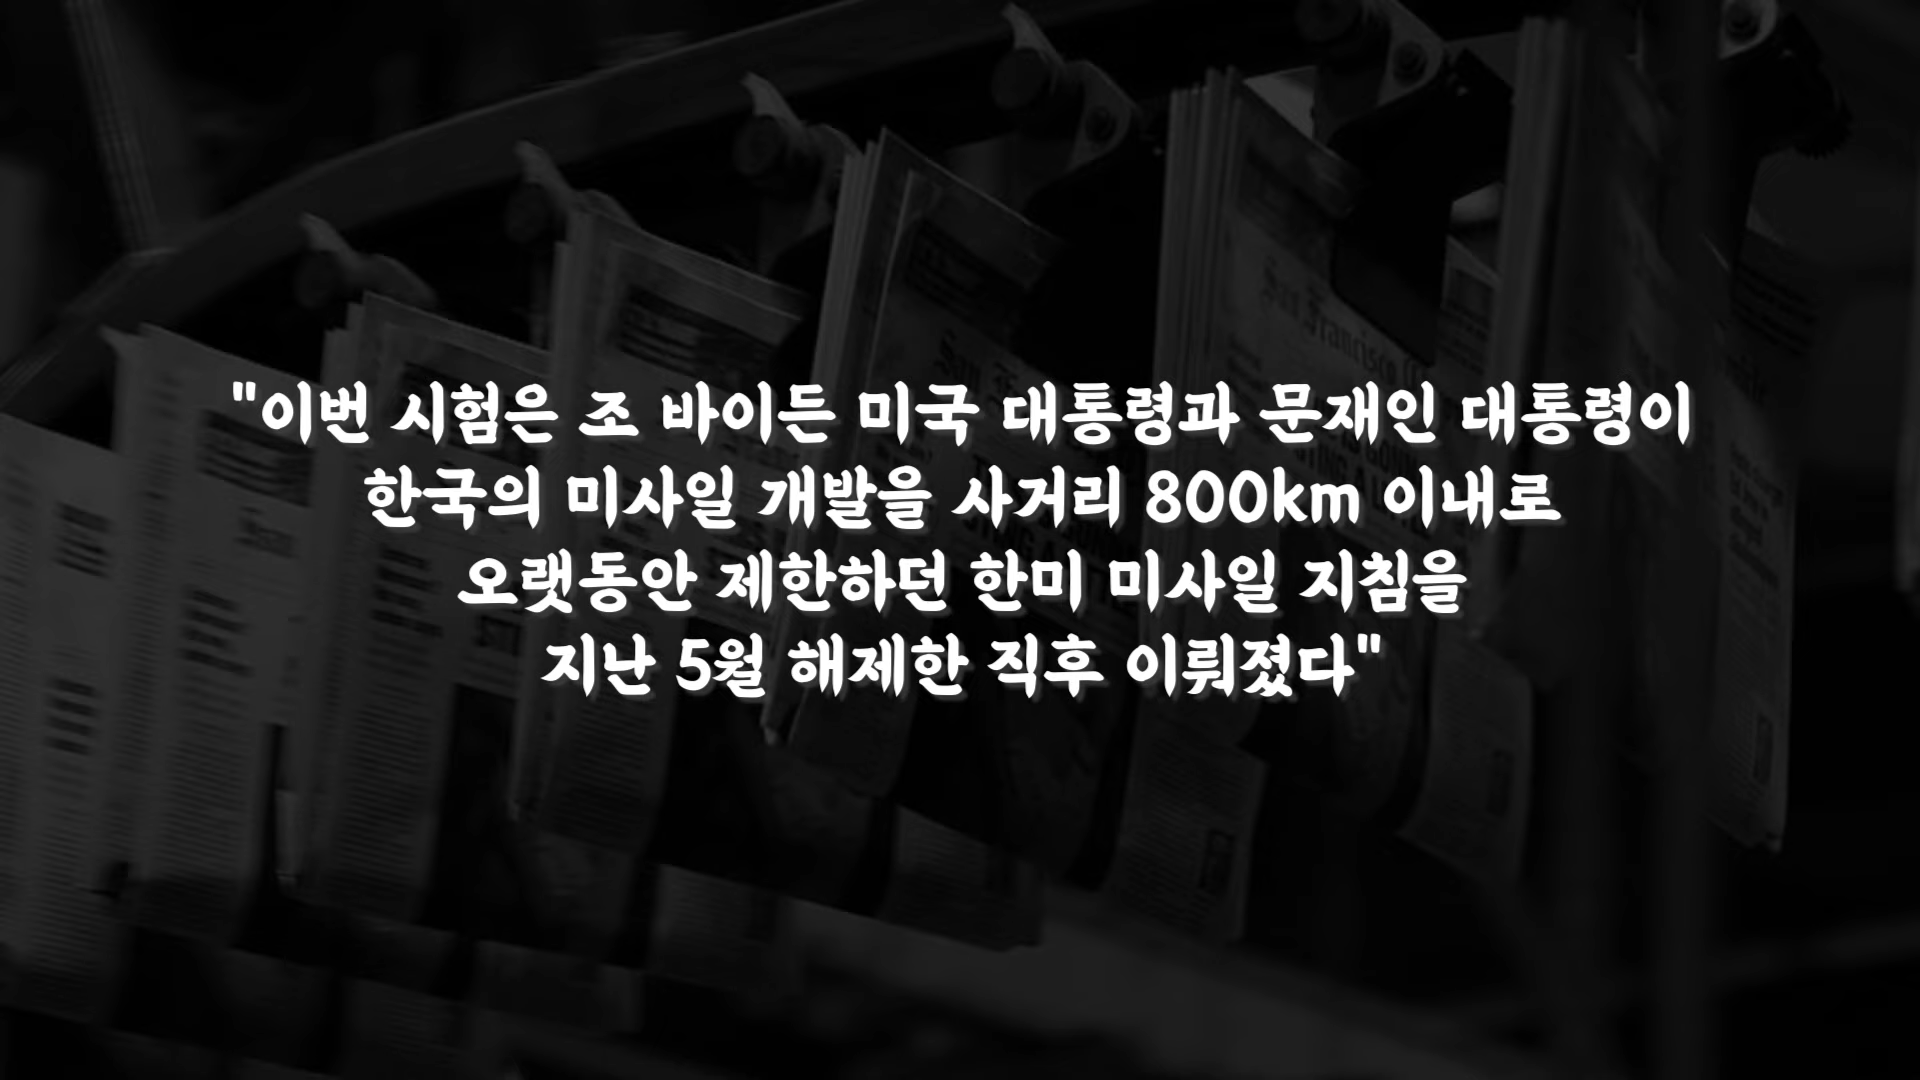 "이번 시험은 조 바이든 미국 대통령과 문재인 대통령이
한국의 미사일 개발을 사거리 800km 이내로
오랫동안 제한하던 한미 미사일 지침을
지난 5월 해제한 직후 이뤄졌다"
San Francisco